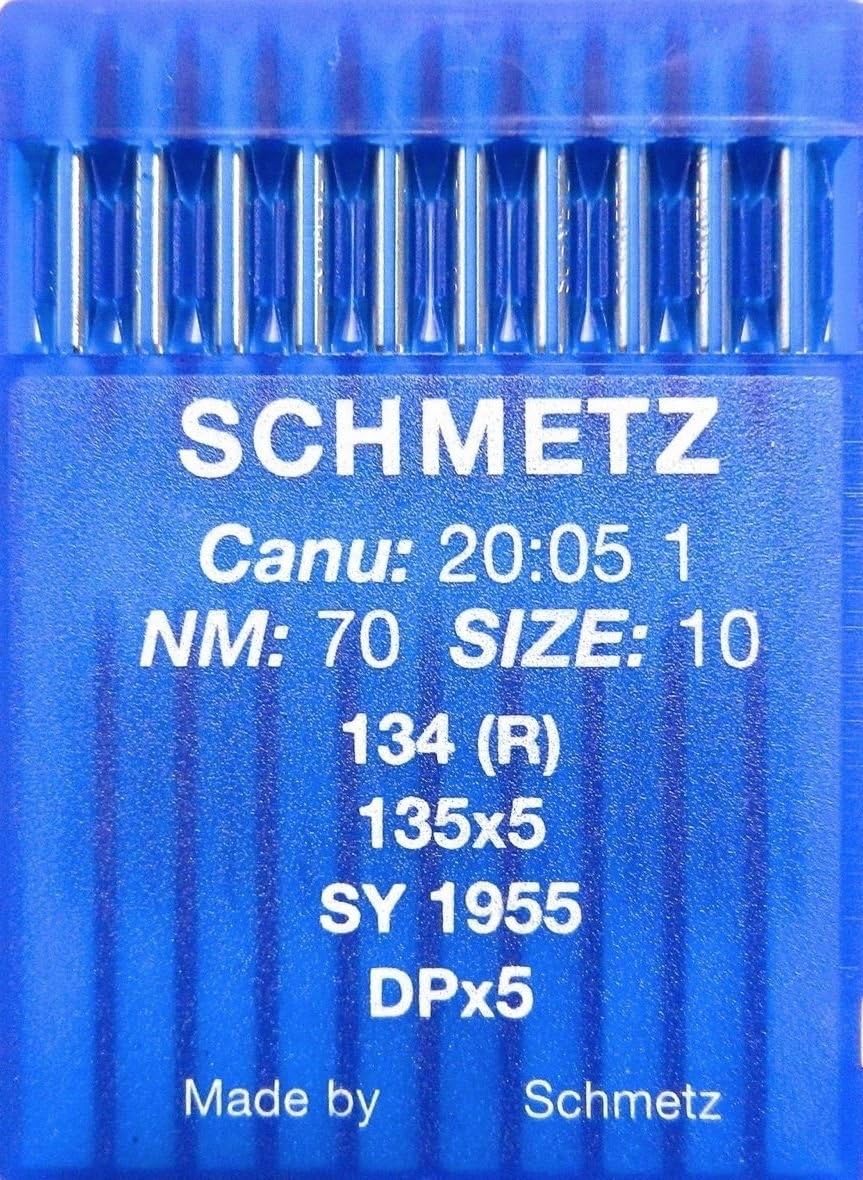 SCHMETZ
Canu: 20:05 1
NM: 70 SIZE: 10
134 (R)
135x5
SY 1955
DPx5
Made by Schmetz